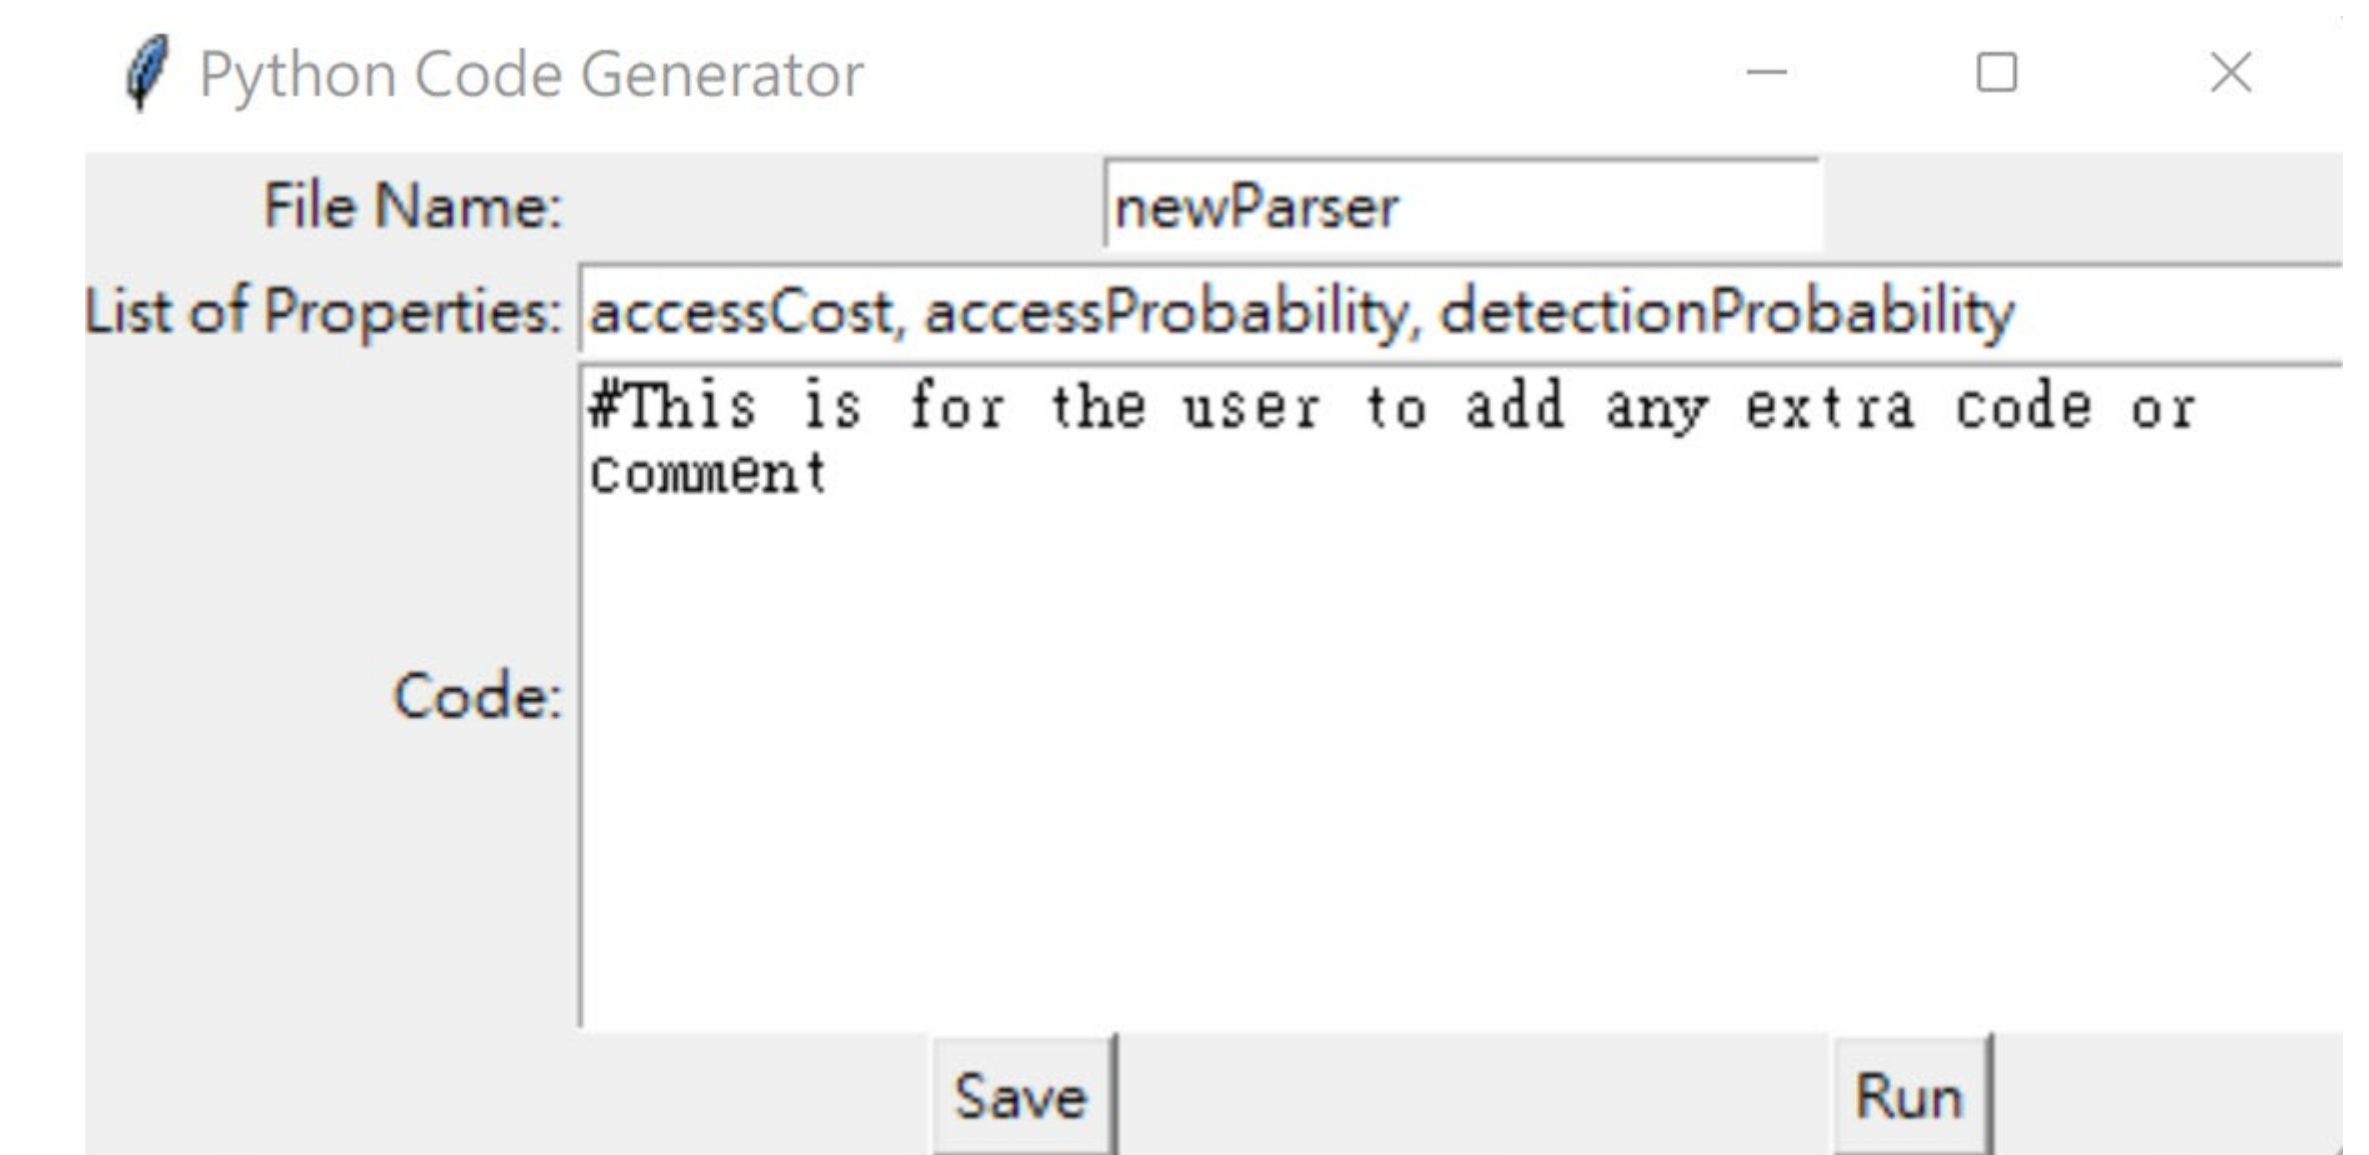 Python Code Generator
File Name: newParser
List of Properties: accessCost, accessProbability, detectionProbability
#This is for the user to add any extra code or
comment
Code:
Save Run